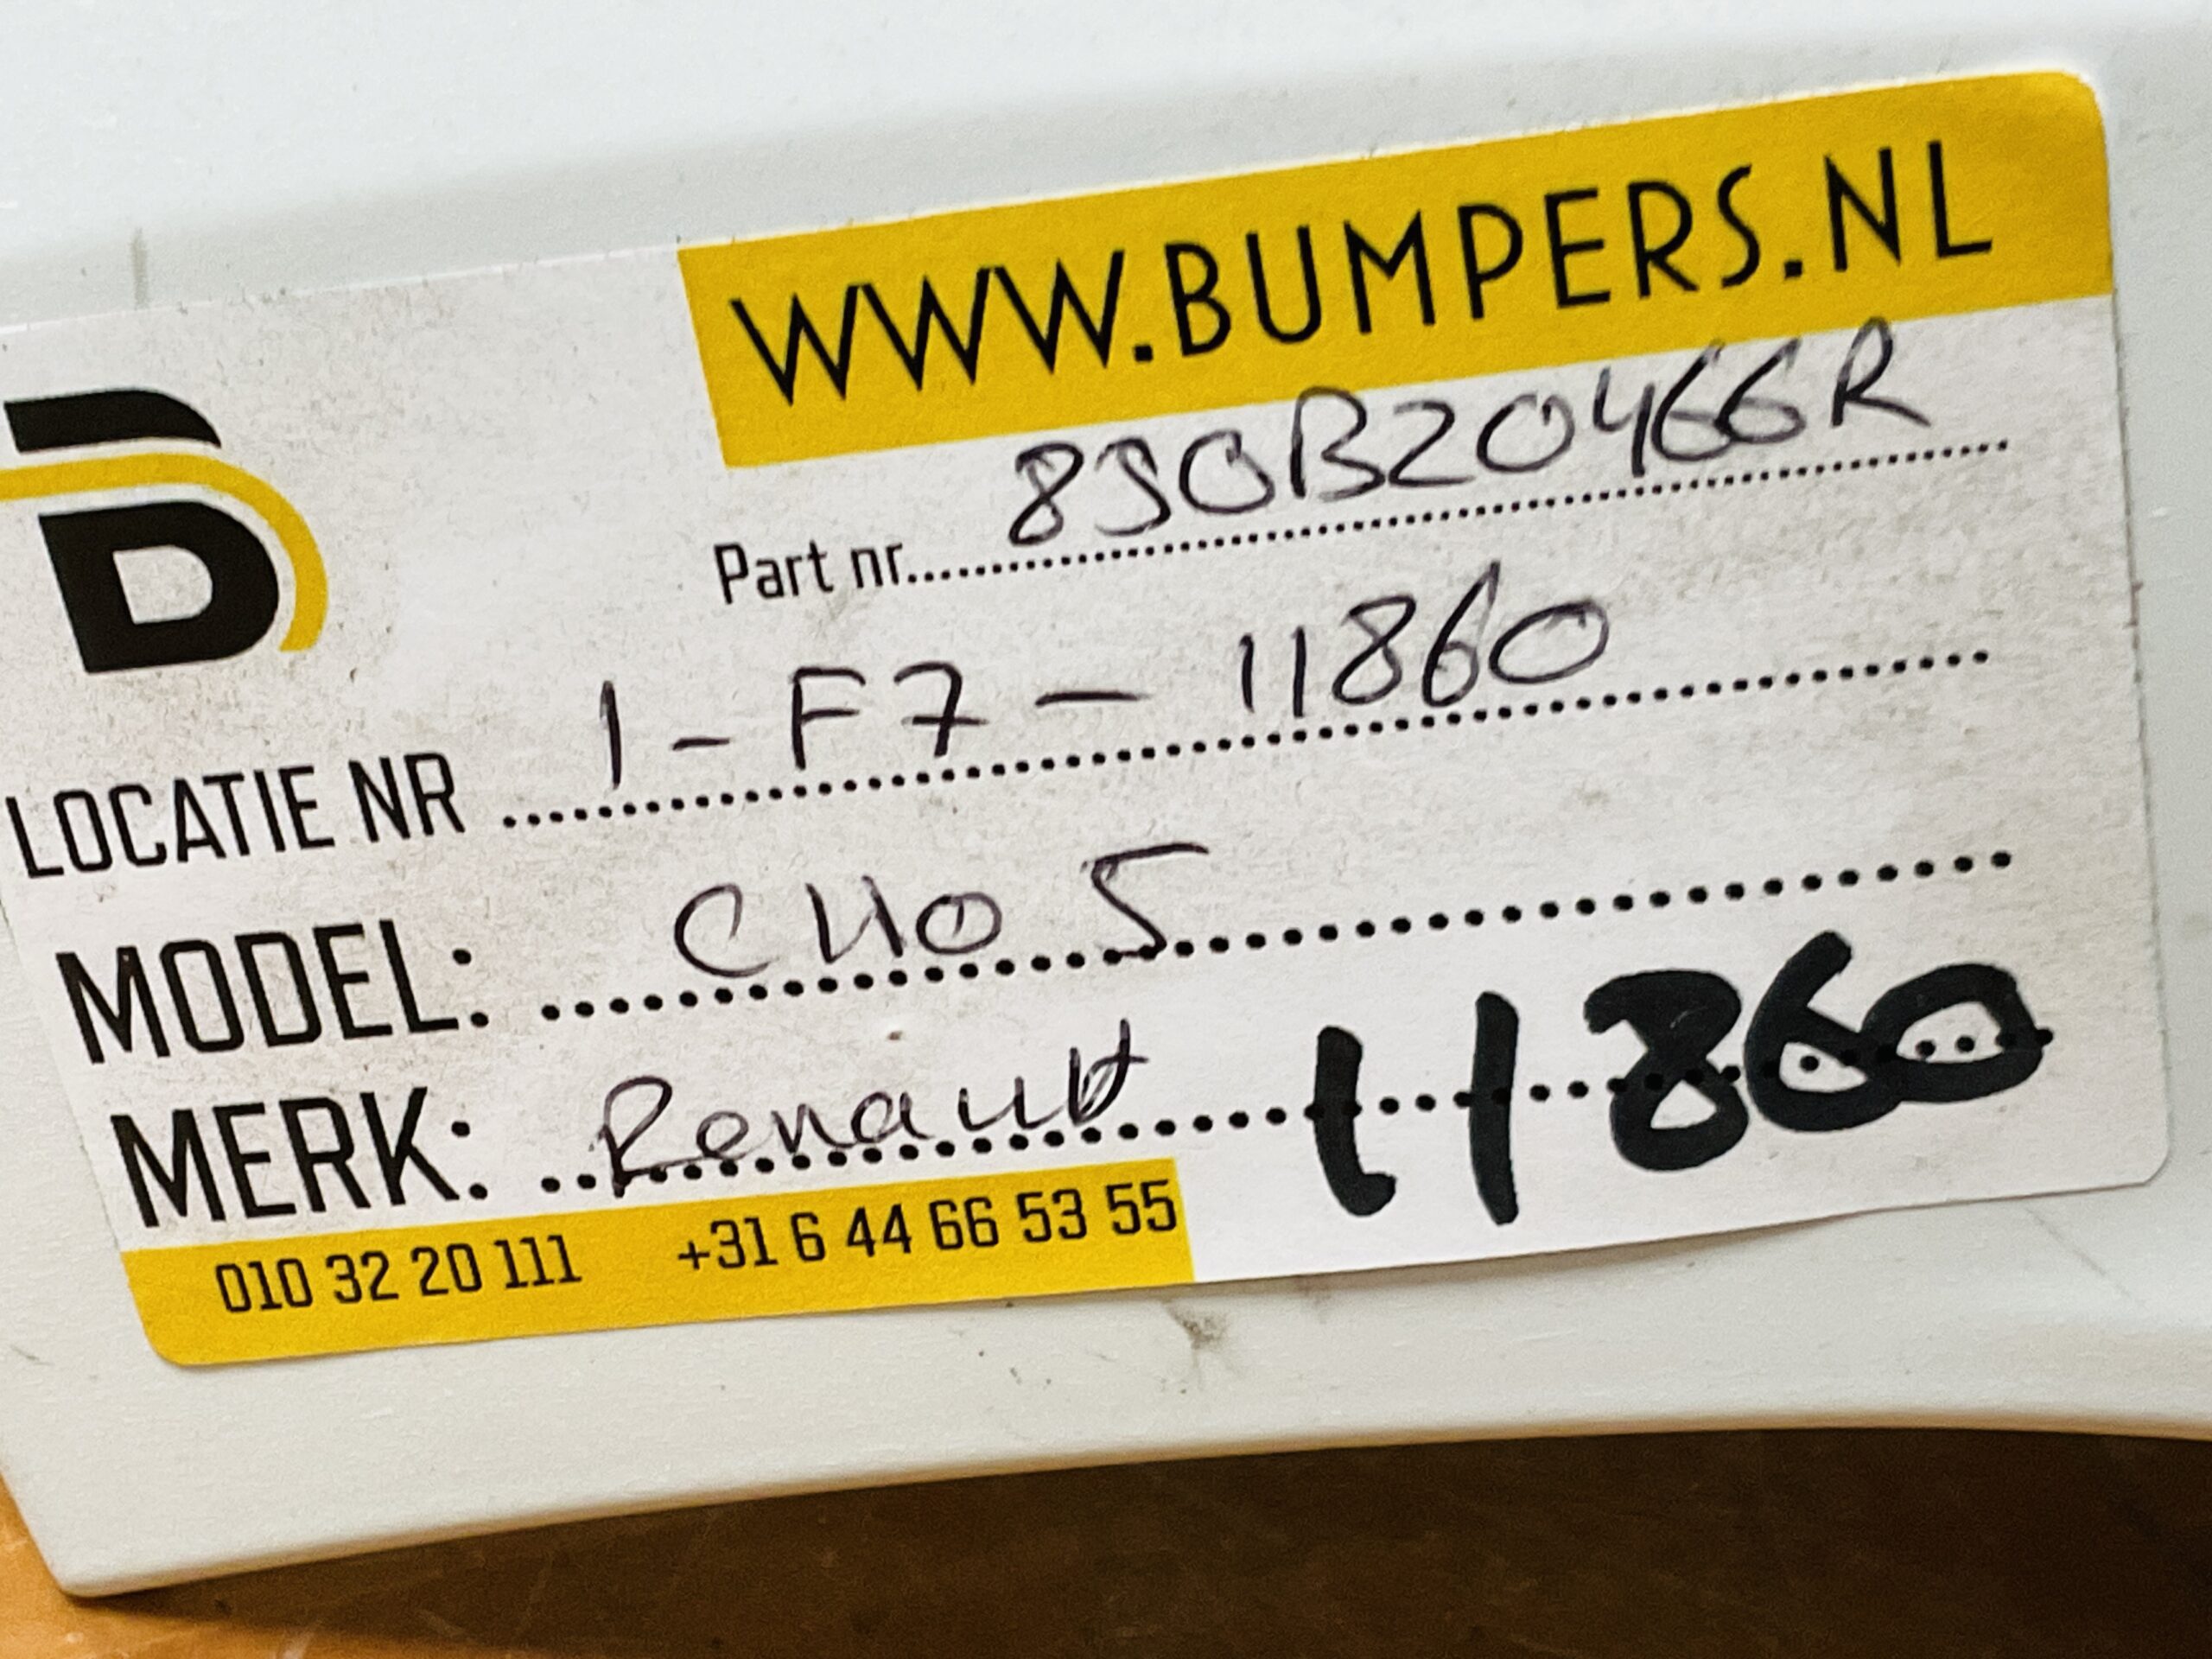 WWW.BUMPERS.NL
Part nr. 850B20466R
LOCATIE NR 1-F7-11860
MODEL: CLIO 5
MERK: Renault 11860
010 32 20 111 +31 6 44 66 53 55